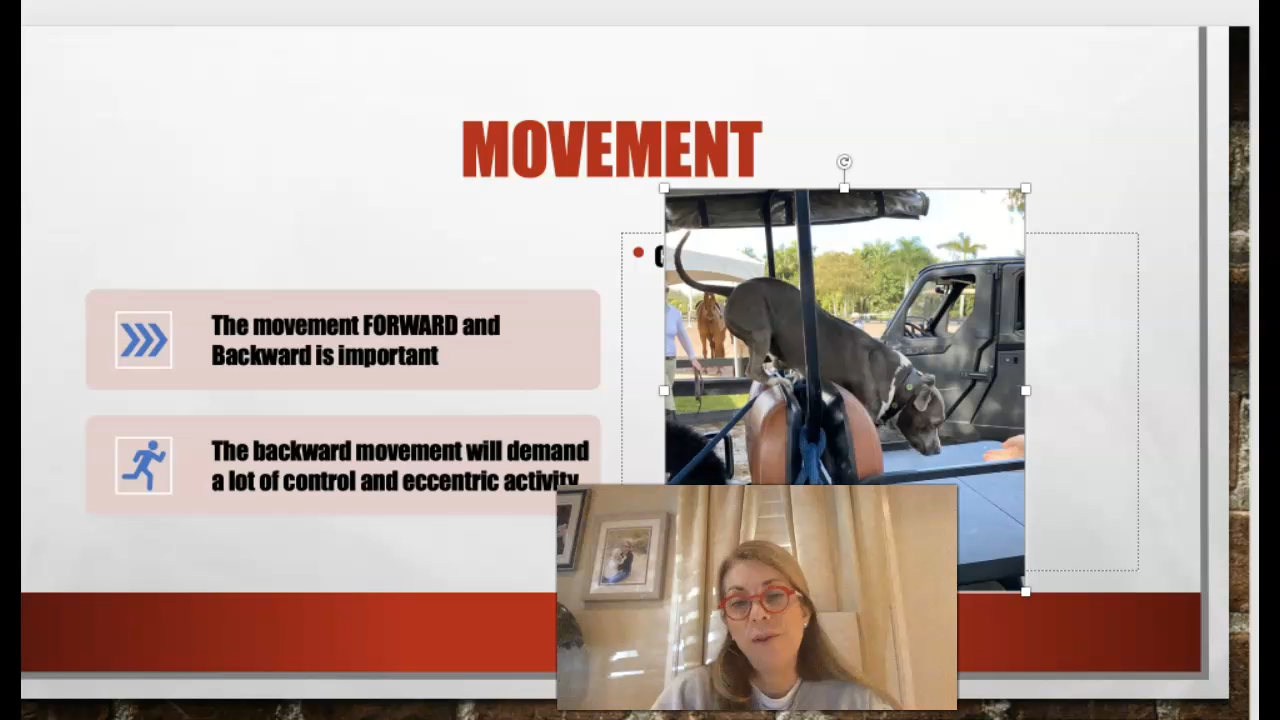 MOVEMENT
The movement FORWARD and
Backward is important
The backward movement will demand
a lot of control and eccentric activity